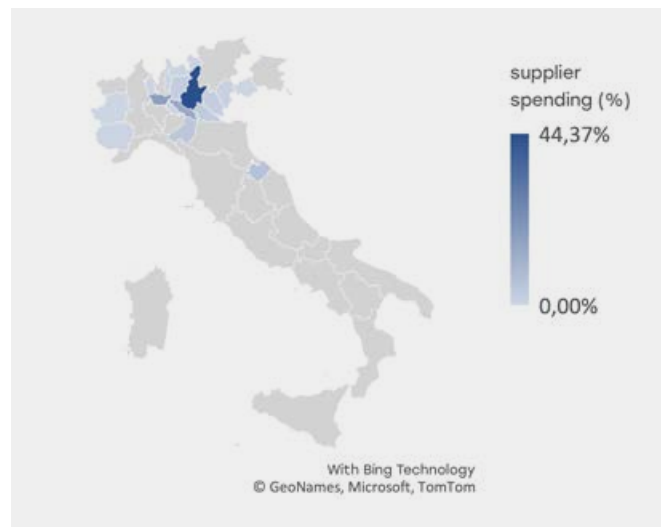 supplier
spending (%)
44,37%
0,00%
With Bing Technology
© GeoNames, Microsoft, TomTom